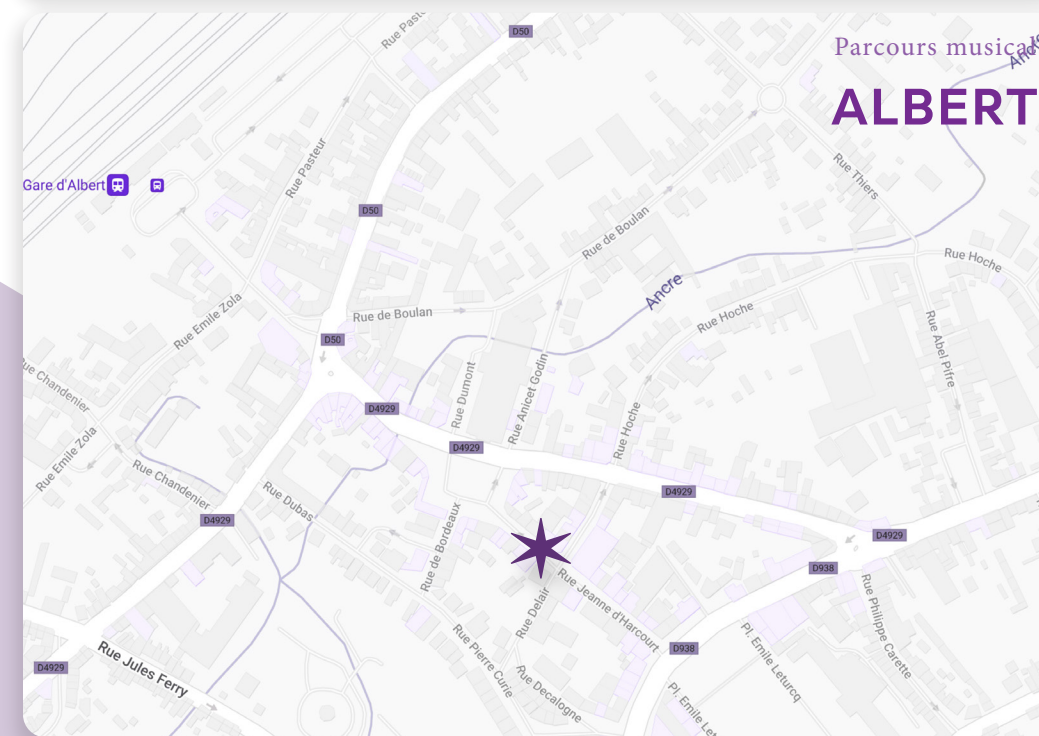 Parcours musical
ALBERT
D50
Rue Pasteur
Gare d'Albert
D50
Rue Thiers
Rue de Boulan
Rue Hoche
Ancre
Rue Emile Zola
Rue de Boulan
Rue Hoche
D50
Rue Abel Pifre
Rue Chandenier
Rue Dumont
Rue Anicet Godin
D4929
Rue Hoche
D4929
Rue Emile Zola
Rue Chandenier
D4929
Rue Dubas
D4929
D4929
Rue de Bordeaux
D938
Rue Jeanne d'Harcourt
Rue Delair
Rue Philippe Carette
Pl. Emile Leturcq
D4929
Rue Jules Ferry
Rue Pierre Curie
D938
Rue Decalogne
Pl. Emile Let